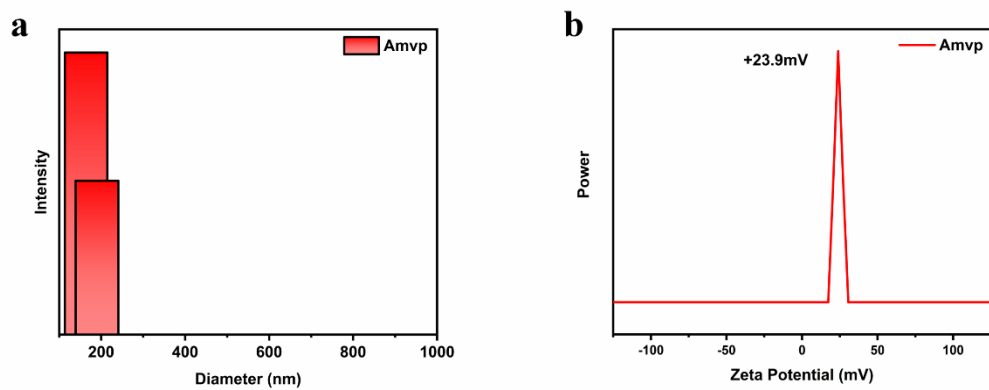 a
Amvp
Intensity
200
400
600
800
1000
Diameter (nm)
b
Amvp
+23.9mV
Power
-100
-50
0
50
100
Zeta Potential (mV)